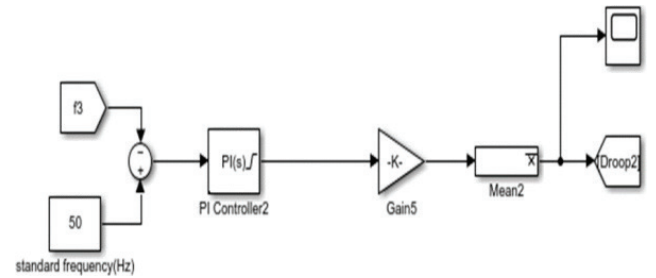 f3
−
+
50
standard frequency(Hz)
PI(s)
PI Controller2
-K-
Gain5
x
Mean2
[Droop2]